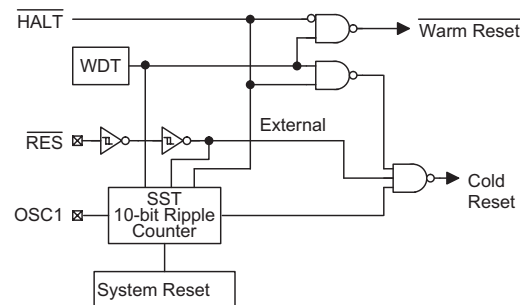 HALT
Warm Reset
WDT
External
RES
Cold
Reset
SST
10-bit Ripple
Counter
OSC1
System Reset